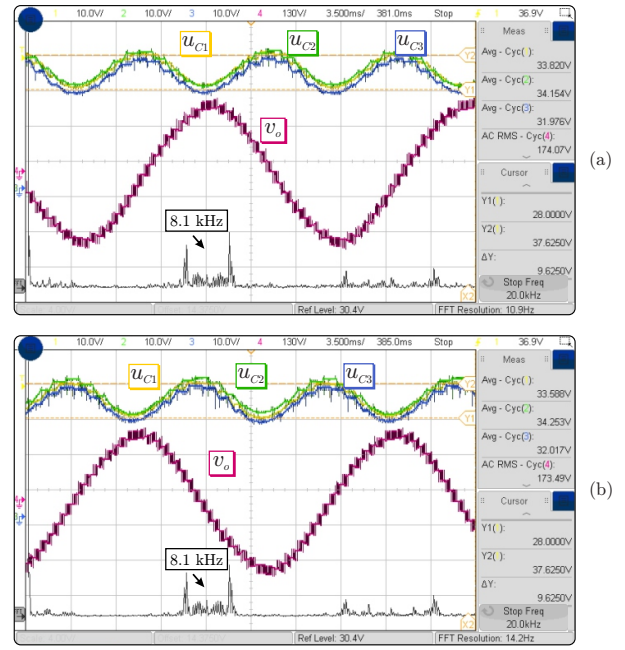 1 10.0V/ 2 10.0V/ 3 10.0V/ 4 130V/ 3.500ms/ 381.0ms Stop 36.9V
u_C1 u_C2 u_C3
v_o
8.1 kHz
Y2
Y1
X2
Meas
Avg - Cyc(1):
33.820V
Avg - Cyc(2):
34.154V
Avg - Cyc(3):
31.976V
AC RMS - Cyc(4):
174.07V
Cursor
Y1(1):
28.0000V
Y2(1):
37.6250V
ΔY:
9.6250V
Stop Freq
20.0kHz
Ref Level: 30.4V FFT Resolution: 10.9Hz
(a)
1 10.0V/ 2 10.0V/ 3 10.0V/ 4 130V/ 3.500ms/ 385.0ms Stop 36.9V
u_C1 u_C2 u_C3
v_o
8.1 kHz
Y2
Y1
X2
Meas
Avg - Cyc(1):
33.588V
Avg - Cyc(2):
34.253V
Avg - Cyc(3):
32.017V
AC RMS - Cyc(4):
173.49V
Cursor
Y1(1):
28.0000V
Y2(1):
37.6250V
ΔY:
9.6250V
Stop Freq
20.0kHz
Ref Level: 30.4V FFT Resolution: 14.2Hz
(b)